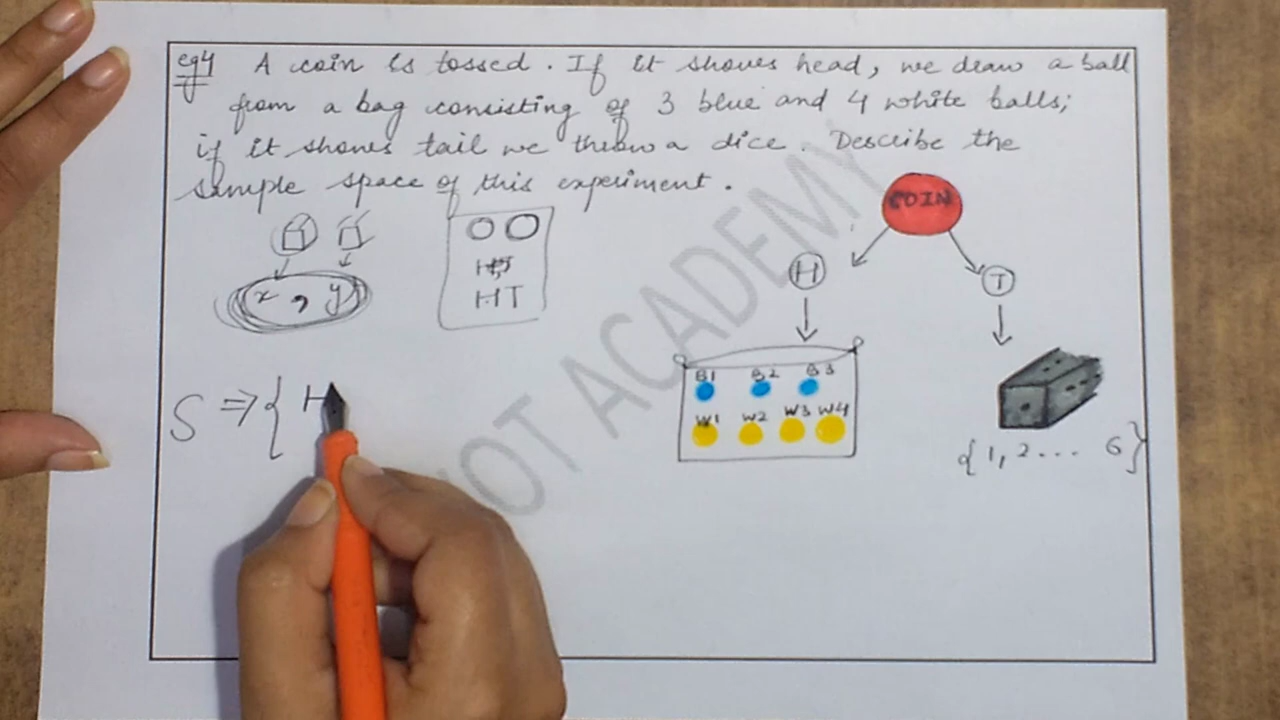 eg4 A coin is tossed. If it shows head, we draw a ball
from a bag consisting of 3 blue and 4 white balls;
if it shows tail we throw a dice. Describe the
sample space of this experiment.
COIN
H T
HT
x, y
H T
B1 B2 B3
W1 W2 W3 W4
{1, 2... 6}
S ⇒ { H
OT ACADEMY